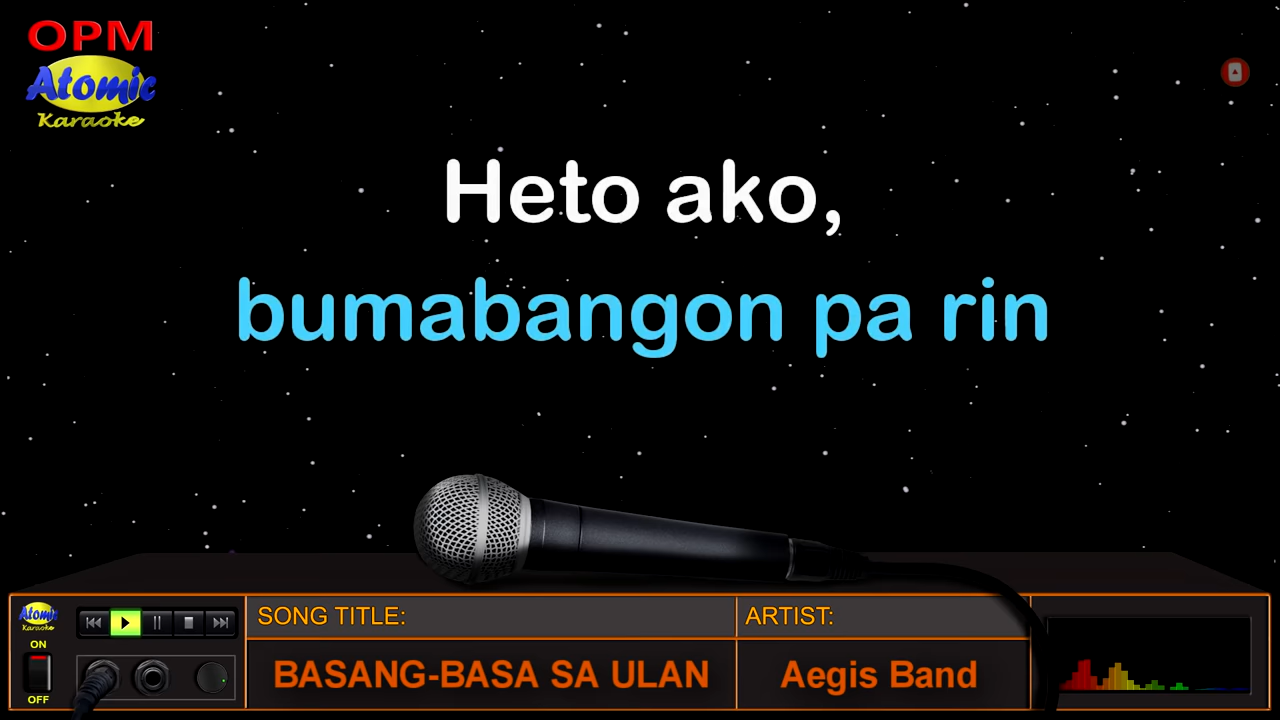 OPM
Atomic
Karaoke
Heto ako,
bumabangon pa rin
Atomic
Karaoke
ON
OFF
SONG TITLE:
ARTIST:
BASANG-BASA SA ULAN
Aegis Band